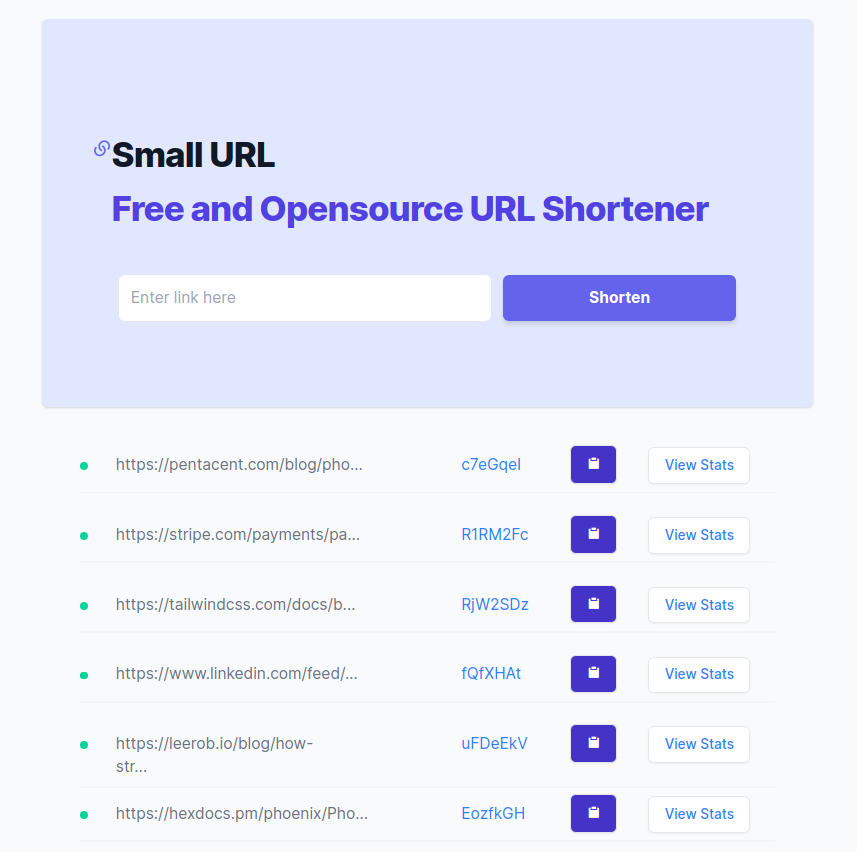 Small URL
Free and Opensource URL Shortener
Enter link here Shorten
https://pentacent.com/blog/pho... c7eGqeI View Stats
https://stripe.com/payments/pa... R1RM2Fc View Stats
https://tailwindcss.com/docs/b... RjW2SDz View Stats
https://www.linkedin.com/feed/... fQfXHAt View Stats
https://leerob.io/blog/how- uFDeEkV View Stats
str...
https://hexdocs.pm/phoenix/Pho... EozfkGH View Stats